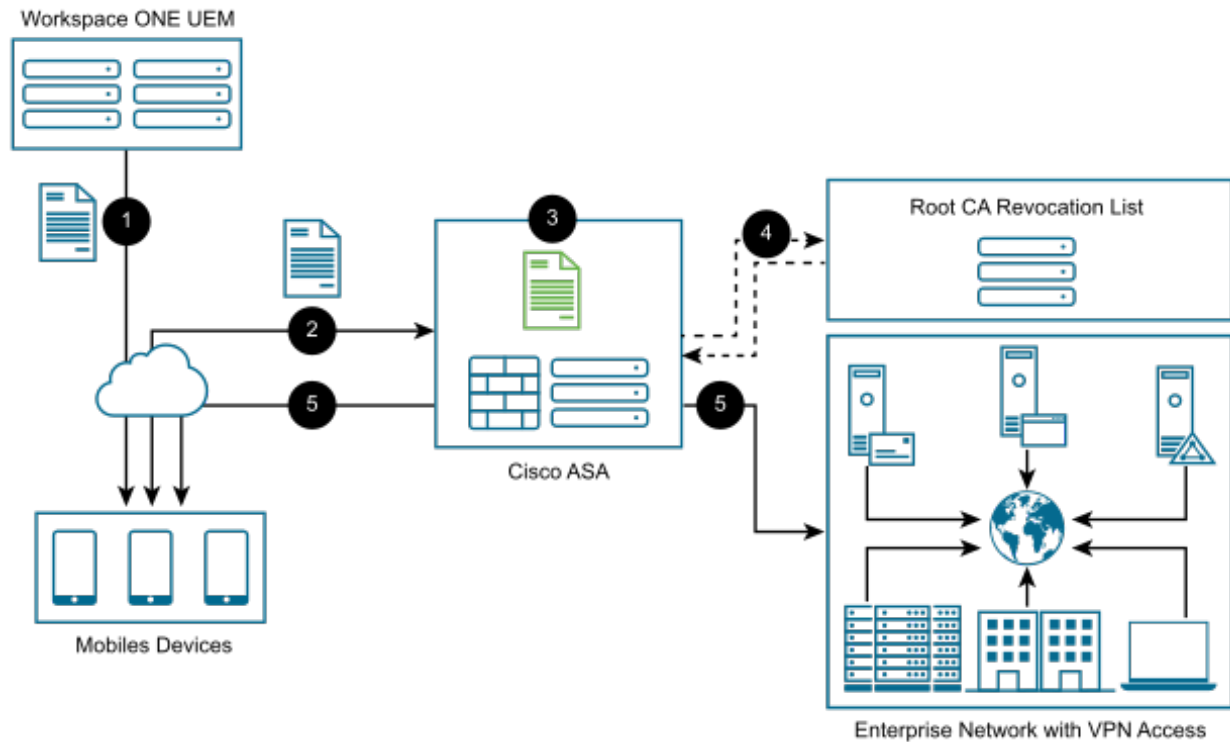 Workspace ONE UEM
1
2
3
4
Root CA Revocation List
5
5
Cisco ASA
Mobiles Devices
Enterprise Network with VPN Access